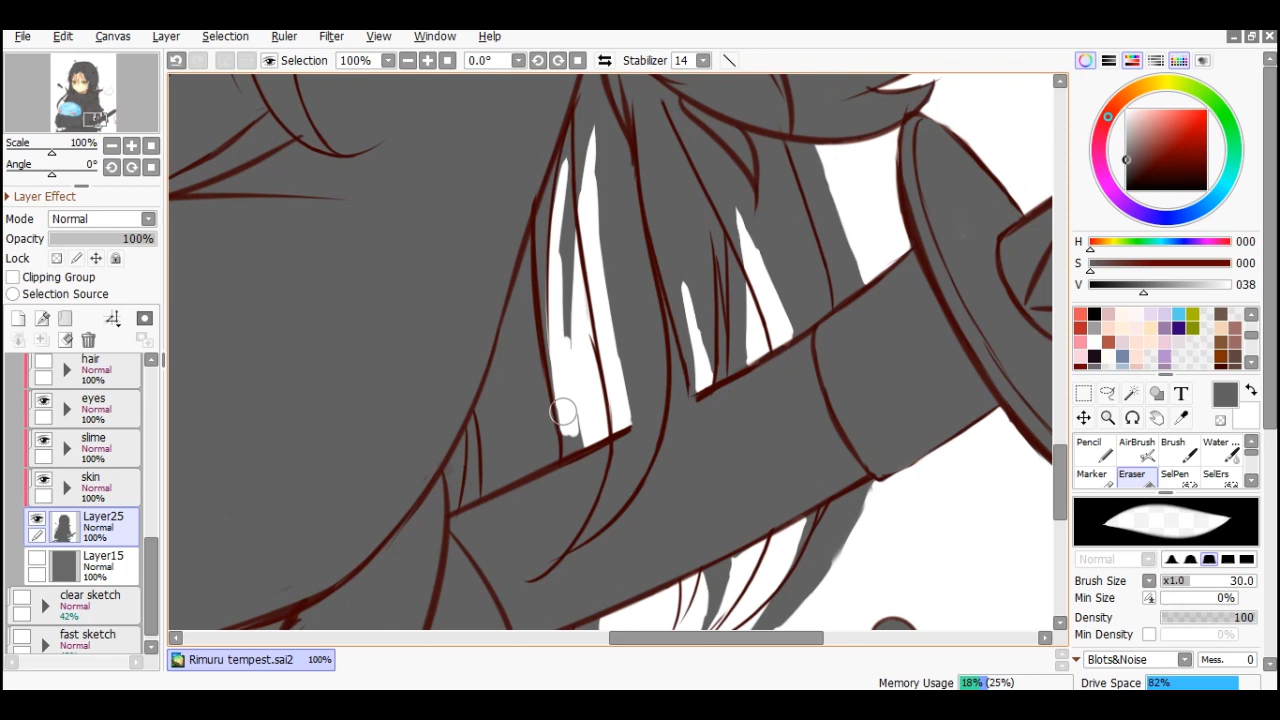 File Edit Canvas Layer Selection Ruler Filter View Window Help
Selection 100% 0.0° Stabilizer 14
Scale 100%
Angle 0°
Layer Effect
Mode Normal
Opacity 100%
Lock
Clipping Group
Selection Source
hair
Normal
100%
eyes
Normal
100%
slime
Normal
100%
skin
Normal
100%
Layer25
Normal
100%
Layer15
Normal
100%
clear sketch
Normal
42%
fast sketch
Normal
H 000
S 000
V 038
T
Pencil AirBrush Brush Water ...
Marker Eraser SelPen SelErs
Normal
Brush Size x1.0 30.0
Min Size 0%
Density 100
Min Density 0%
Blots&Noise Mess. 0
Rimuru tempest.sai2 100%
Memory Usage 18% (25%) Drive Space 82%